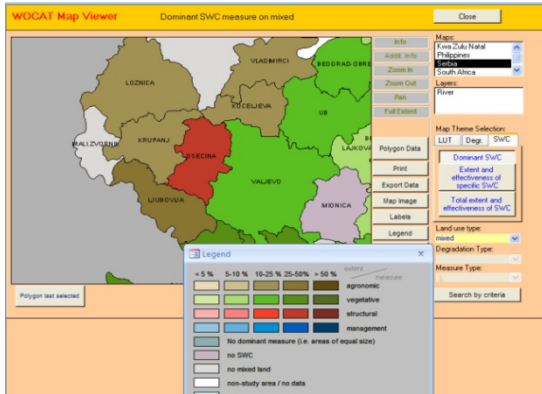 WOCAT Map Viewer
Dominant SWC measure on mixed
Close
Info
Addit. Info
Zoom In
Zoom Out
Pan
Full Extent
Polygon Data
Print
Export Data
Map Image
Labels
Legend
Maps:
Kwa Zulu Natal
Philippines
Serbia
South Africa
Layers:
River
Map Theme Selection:
LUT
Degr.
SWC
Dominant SWC
Extent and
effectiveness of
specific SWC
Total extent and
effectiveness of SWC
Land use type:
mixed
Degradation Type:
Measure Type:
Search by criteria
VLADIMIRCI
BEOGRAD-OBRE
LOZNICA
KOCELJEVA
UB
MALI ZVORNIK
KRUPANJ
OSECINA
LAJKOVA
VALJEVO
LJUBOVIJA
MIONICA
Polygon last selected
Legend
x
< 5 %
5-10 %
10-25 %
25-50%
> 50 %
extent
measure
agronomic
vegetative
structural
management
No dominant measure (i.e. areas of equal size)
no SWC
no mixed land
non-study area / no data